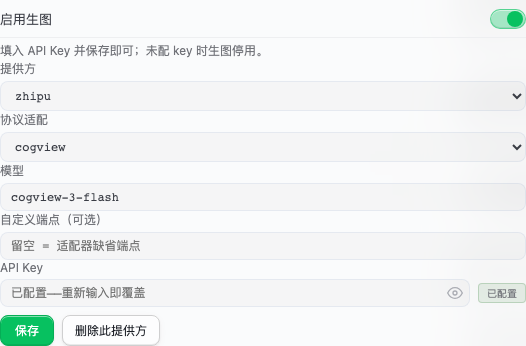 启用生图
填入 API Key 并保存即可；未配 key 时生图停用。
提供方
zhipu
协议适配
cogview
模型
cogview-3-flash
自定义端点（可选）
留空 = 适配器缺省端点
API Key
已配置——重新输入即覆盖
已配置
保存
删除此提供方